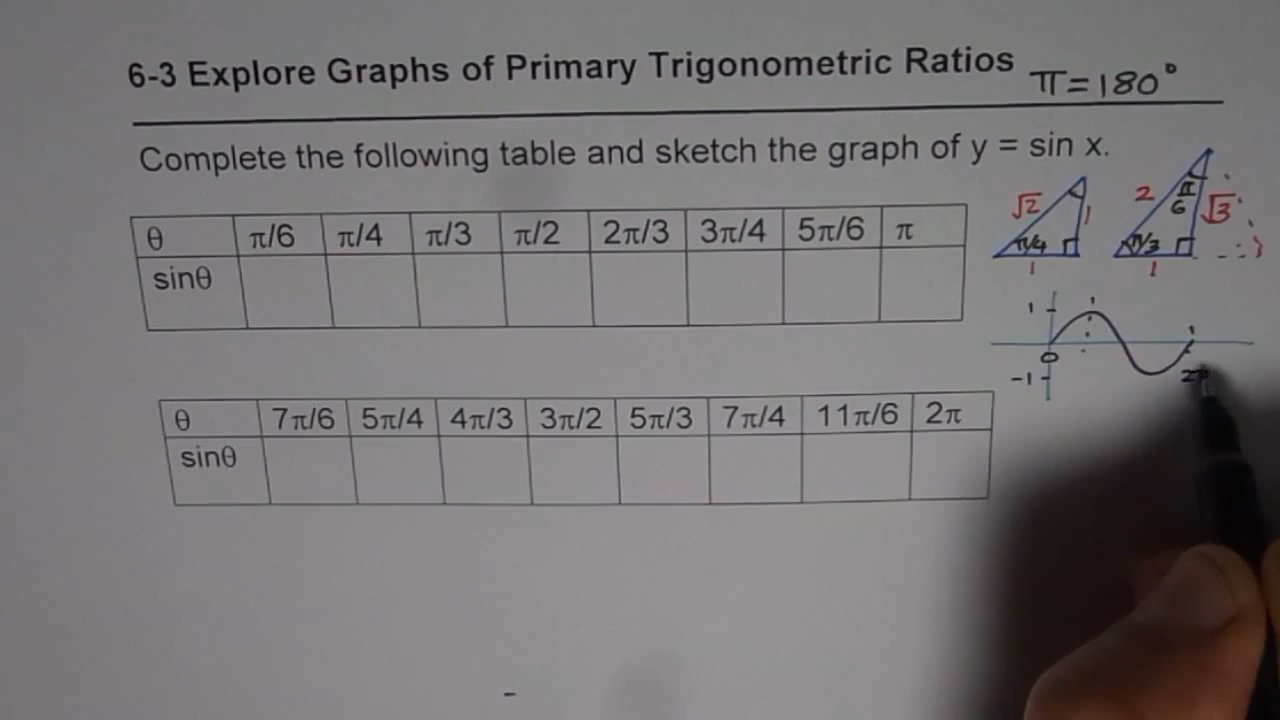 6-3 Explore Graphs of Primary Trigonometric Ratios π=180°
Complete the following table and sketch the graph of y = sin x.
θ π/6 π/4 π/3 π/2 2π/3 3π/4 5π/6 π
sinθ
√2 1 π/4 1
2 π/6 √3 π/3 1
1
0
-1
θ 7π/6 5π/4 4π/3 3π/2 5π/3 7π/4 11π/6 2π
sinθ